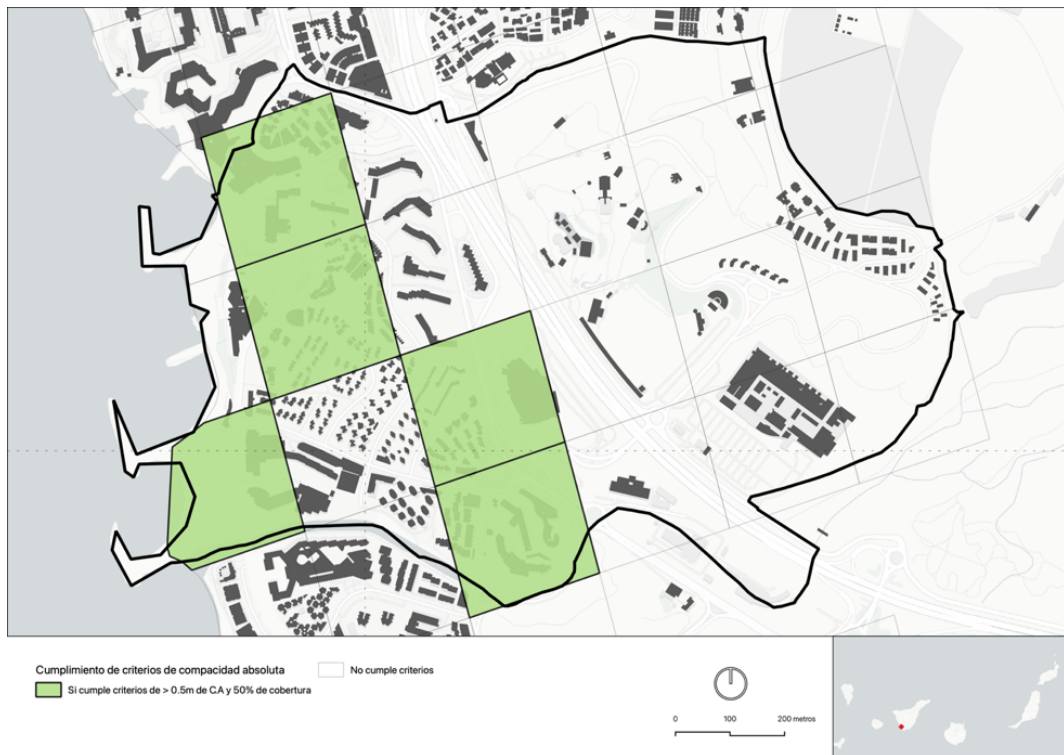 Cumplimiento de criterios de compacidad absoluta
No cumple criterios
Si cumple criterios de > 0.5m de C.A y 50% de cobertura
0 100 200 metros